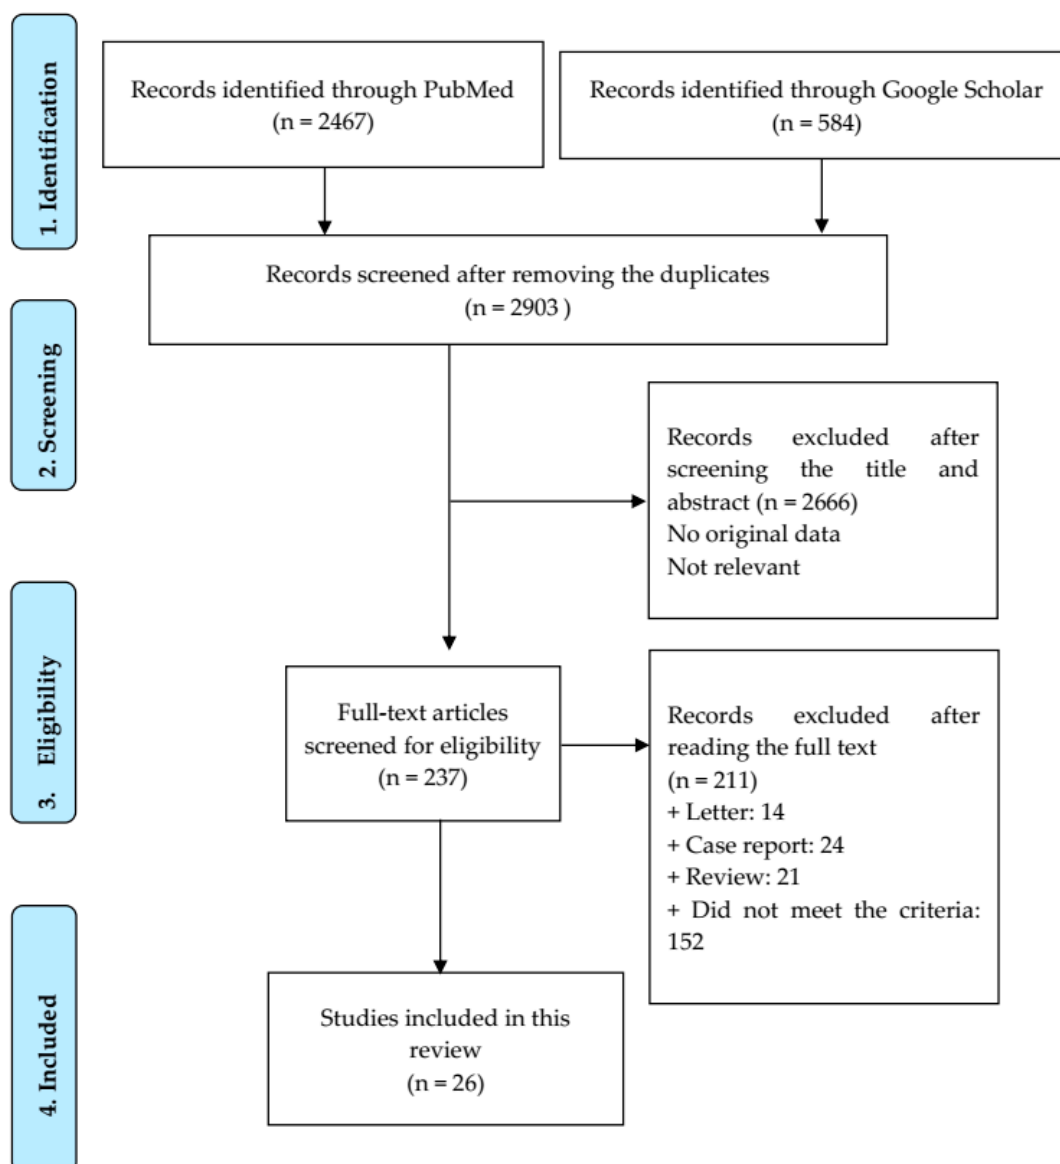 1. Identification
Records identified through PubMed
(n = 2467)
Records identified through Google Scholar
(n = 584)
Records screened after removing the duplicates
(n = 2903 )
2. Screening
Records excluded after
screening the title and
abstract (n = 2666)
No original data
Not relevant
3. Eligibility
Full-text articles
screened for eligibility
(n = 237)
Records excluded after
reading the full text
(n = 211)
+ Letter: 14
+ Case report: 24
+ Review: 21
+ Did not meet the criteria:
152
4. Included
Studies included in this
review
(n = 26)